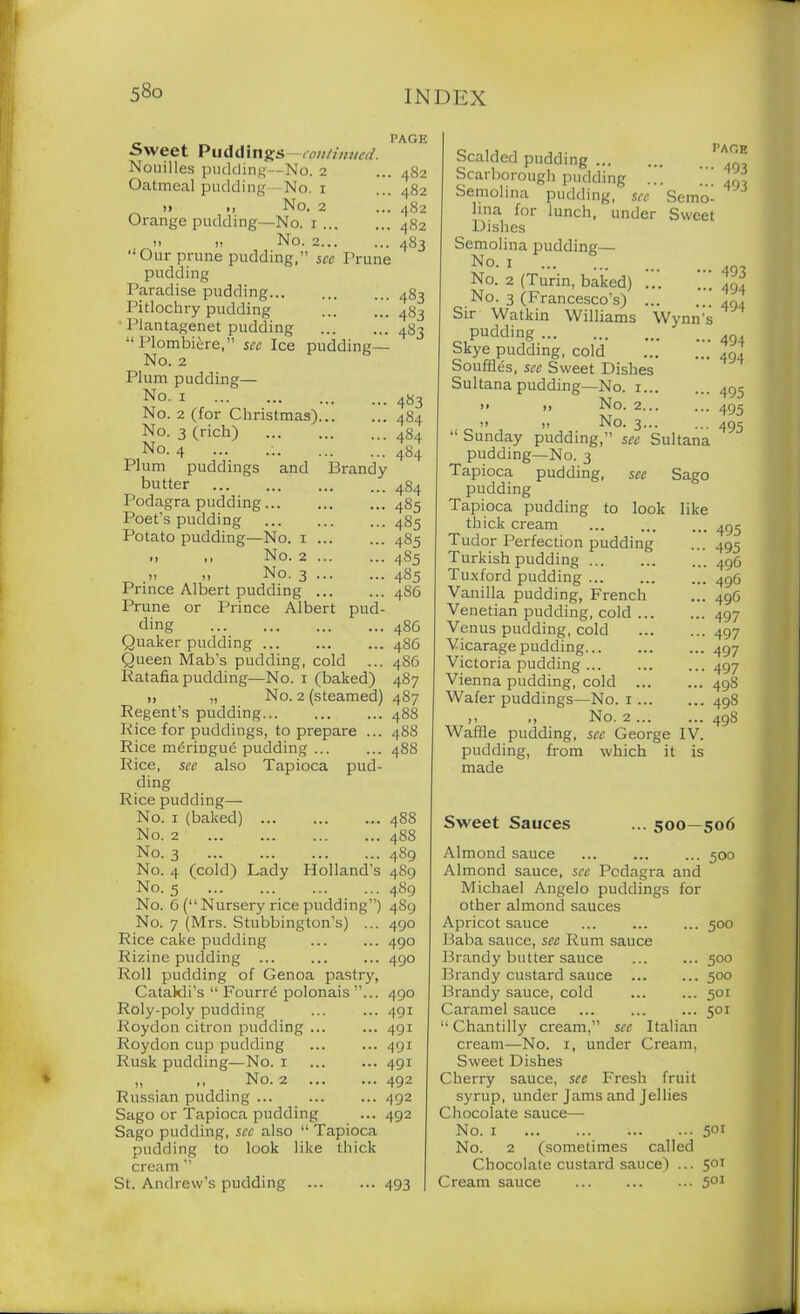 580 INDEX
PAGE
Sweet Puddings—continued.
Nouilles pudding--No. 2 ... 482
Oatmeal pudding—No. 1 ... 482
„ „ No. 2 ... 482
Orange pudding—No. 1 ... ... 482
„ „ No. 2... ... 483
"Our prune pudding," see Prune
pudding
Paradise pudding... ... ... 483
Pitlochry pudding ... ... 483
Plantagenet pudding ... ... 483
"Plombière," see Ice pudding—
No. 2
Plum pudding—
No. 1 ... ... ... ... 483
No. 2 (for Christmas)... ... 484
No. 3 (rich) ... ... ... 484
No. 4 ... ... ... ... 484
Plum puddings and Brandy
butter ... ... ... ... 484
Podagra pudding ... ... ... 485
Poet's pudding ... ... ... 485
Potato pudding—No. 1 ... ... 485
„ „ No. 2 ... ... 485
„ „ No. 3 ... ... 485
Prince Albert pudding ... ... 486
Prune or Prince Albert pud-
ding ... ... ... ... 486
Quaker pudding ... ... ... 486
Queen Mab's pudding, cold ... 486
Ratafia pudding—No. 1 (baked) 487
„ „ No. 2 (steamed) 487
Regent's pudding... ... ... 488
Rice for puddings, to prepare ... 488
Rice méringué pudding ... ... 488
Rice, see also Tapioca pud-
ding
Rice pudding—
No. 1 (baked) ... ... ... 488
No. 2 ... ... ... ... 488
No. 3 ... ... ... ... 489
No. 4 (cold) Lady Holland's 489
No. 5 ... ... ... ... 489
No. 6 ("Nursery rice pudding") 489
No. 7 (Mrs. Stubbington's) ... 490
Rice cake pudding ... ... 490
Rizine pudding ... ... ... 490
Roll pudding of Genoa pastry,
Cataldi's "Fourré polonais"... 490
Roly-poly pudding ... ... 491
Roydon citron pudding ... ... 491
Roydon cup pudding ... ... 491
Rusk pudding—No. 1 ... ... 491
„ „ No. 2 ... ... 492
Russian pudding ... ... ... 492
Sago or Tapioca pudding ... 492
Sago pudding, see also "Tapioca
pudding to look like thick
cream"
St. Andrew's pudding ... ... 493
PAGE
Scalded pudding ... ... ... 493
Scarborough pudding ... ... 493
Semolina pudding, see Semo-
lina for lunch, under Sweet
Dishes
Semolina pudding—
No. 1 ... ... ... ... 493
No. 2 (Turin, baked) ... ... 494
No. 3 (Francesco's) ... ... 494
Sir Watkin Williams Wynn's
pudding ... ... ... ... 494
Skye pudding, cold ... ... 494
Soufflés, see Sweet Dishes
Sultana pudding—No. 1... ... 495
„ „ No. 2... ... 495
„ „ No. 3... ... 495
"Sunday pudding," see Sultana
pudding—No. 3
Tapioca pudding, see Sago
pudding
Tapioca pudding to look like
thick cream ... ... ... 495
Tudor Perfection pudding ... 495
Turkish pudding ... ... ... 496
Tuxford pudding ... ... ... 496
Vanilla pudding, French ... 496
Venetian pudding, cold ... ... 497
Venus pudding, cold ... ... 497
Vicarage pudding... ... ... 497
Victoria pudding ... ... ... 497
Vienna pudding, cold ... ... 498
Wafer puddings—No. 1 ... ... 498
„ „ No. 2 ... ... 498
Waffle pudding, see George IV.
pudding, from which it is
made
Sweet Sauces ... 500—506
Almond sauce ... ... ... 500
Almond sauce, see Podagra and
Michael Angelo puddings for
other almond sauces
Apricot sauce ... ... ... 500
Baba sauce, see Rum sauce
Brandy butter sauce ... ... 500
Brandy custard sauce ... ... 500
Brandy sauce, cold ... ... 501
Caramel sauce ... ... ... 501
"Chantilly cream," see Italian
cream—No. 1, under Cream,
Sweet Dishes
Cherry sauce, see Fresh fruit
syrup, under Jams and Jellies
Chocolate sauce—
No. 1 ... ... ... ... 501
No. 2 (sometimes called
Chocolate custard sauce) ... 501
Cream sauce ... ... ... 501